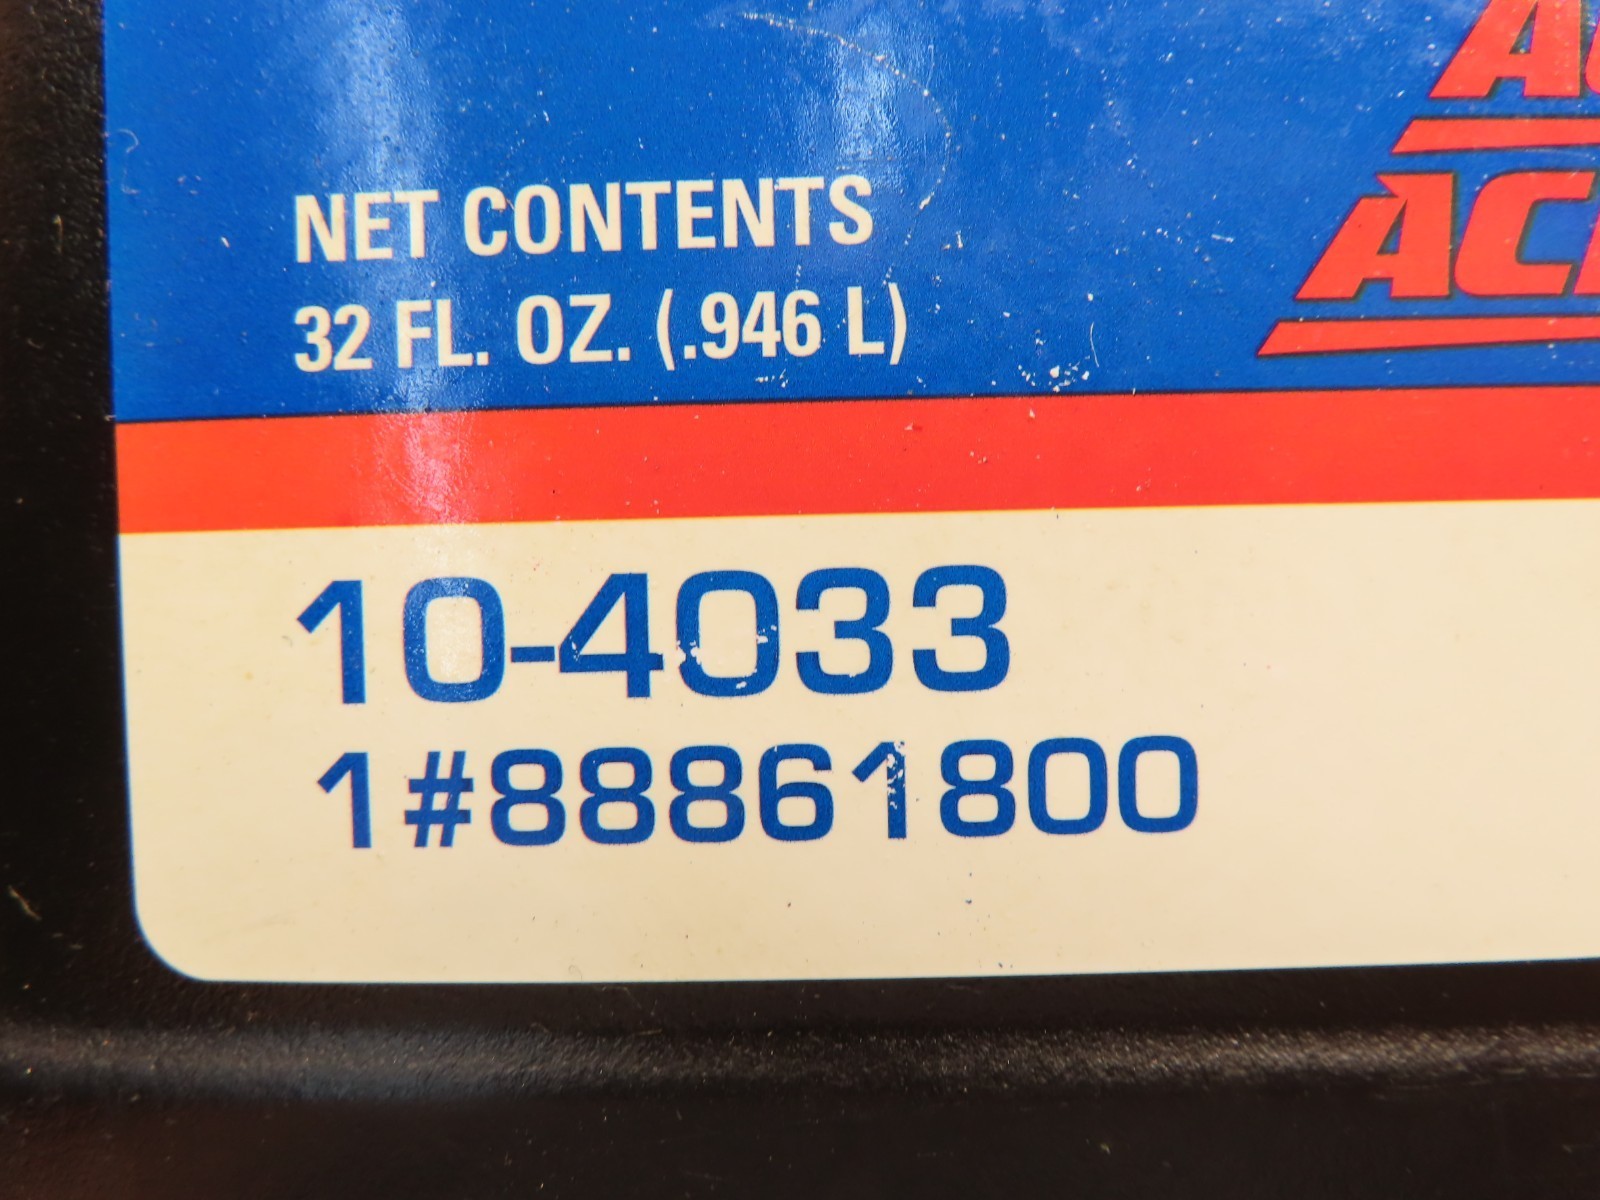 NET CONTENTS
32 FL. OZ. (.946 L)
10-4033
1#88861800